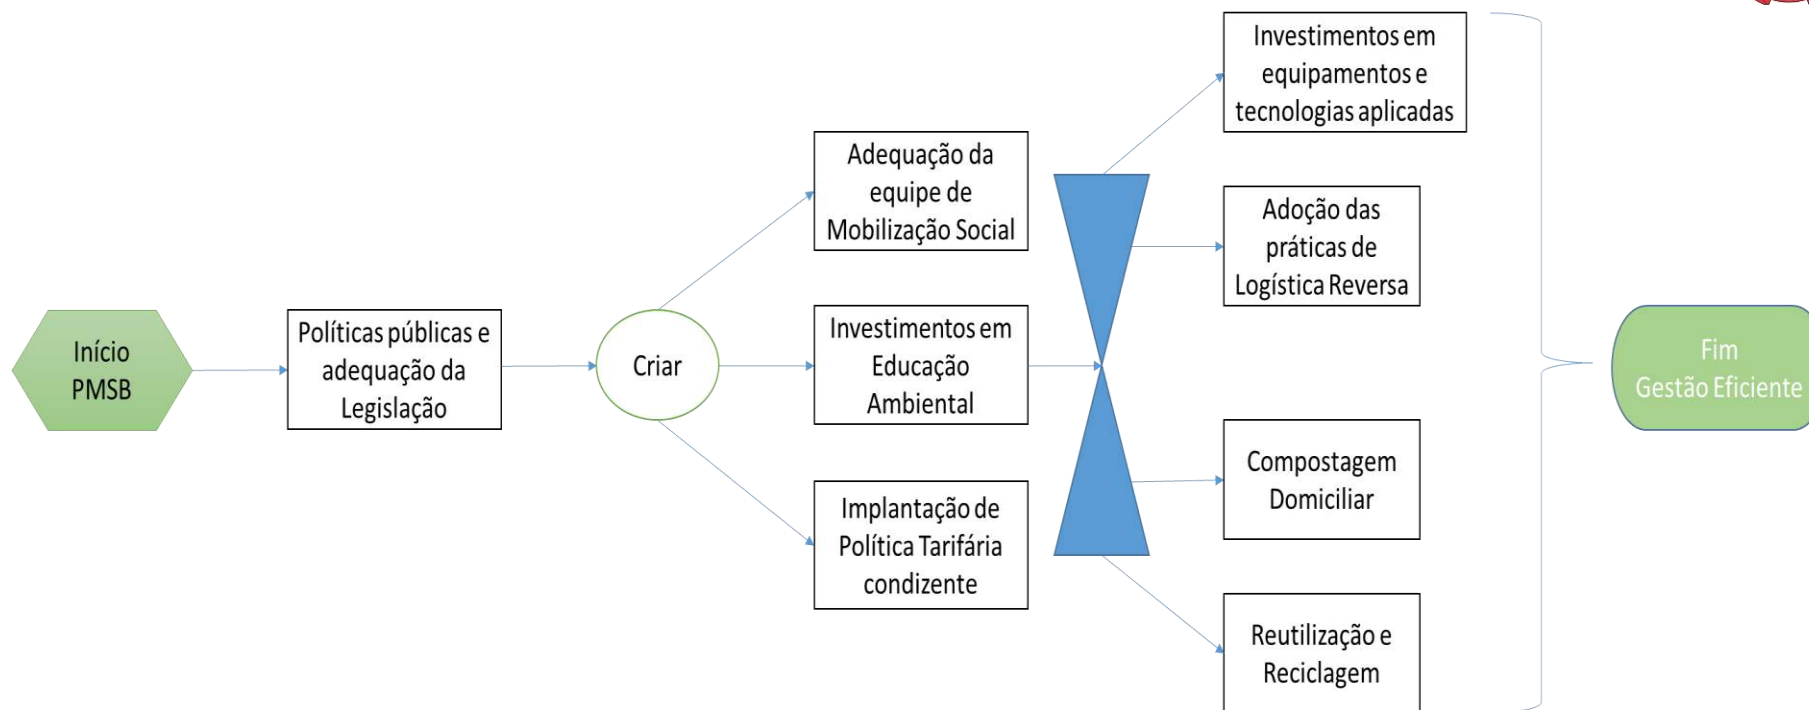 Início
PMSB
Políticas públicas e
adequação da
Legislação
Criar
Adequação da
equipe de
Mobilização Social
Investimentos em
Educação
Ambiental
Implantação de
Política Tarifária
condizente
Investimentos em
equipamentos e
tecnologias aplicadas
Adoção das
práticas de
Logística Reversa
Compostagem
Domiciliar
Reutilização e
Reciclagem
Fim
Gestão Eficiente